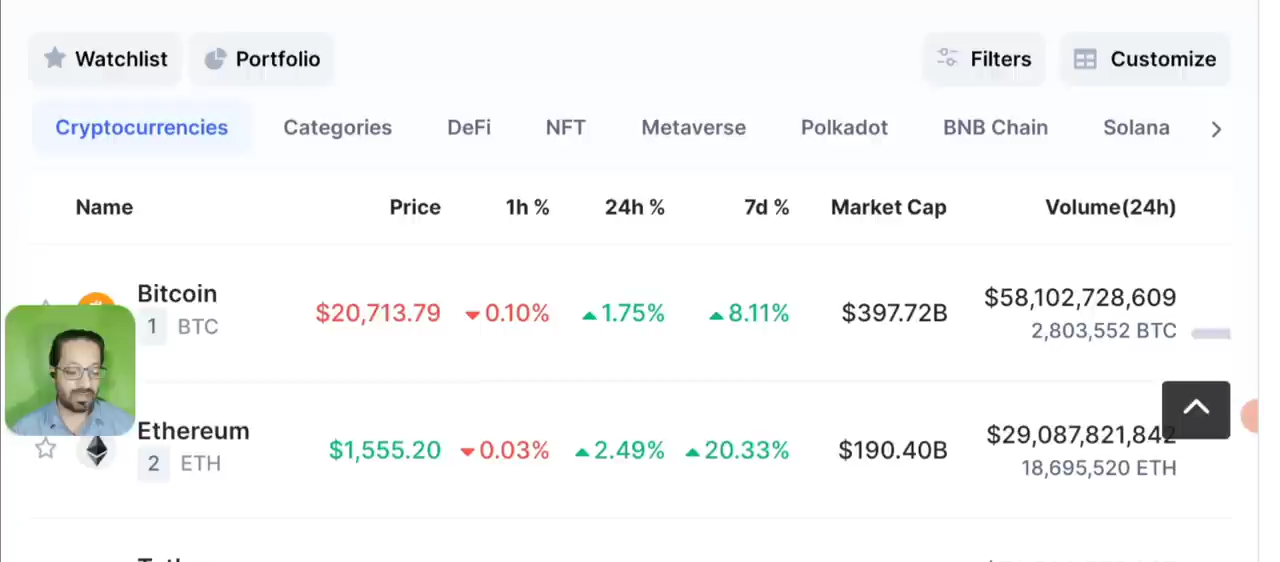 Watchlist Portfolio Filters Customize
Cryptocurrencies Categories DeFi NFT Metaverse Polkadot BNB Chain Solana
Name Price 1h % 24h % 7d % Market Cap Volume(24h)
Bitcoin
1 BTC
$20,713.79 0.10% 1.75% 8.11% $397.72B
$58,102,728,609
2,803,552 BTC
Ethereum
2 ETH
$1,555.20 0.03% 2.49% 20.33% $190.40B
$29,087,821,842
18,695,520 ETH